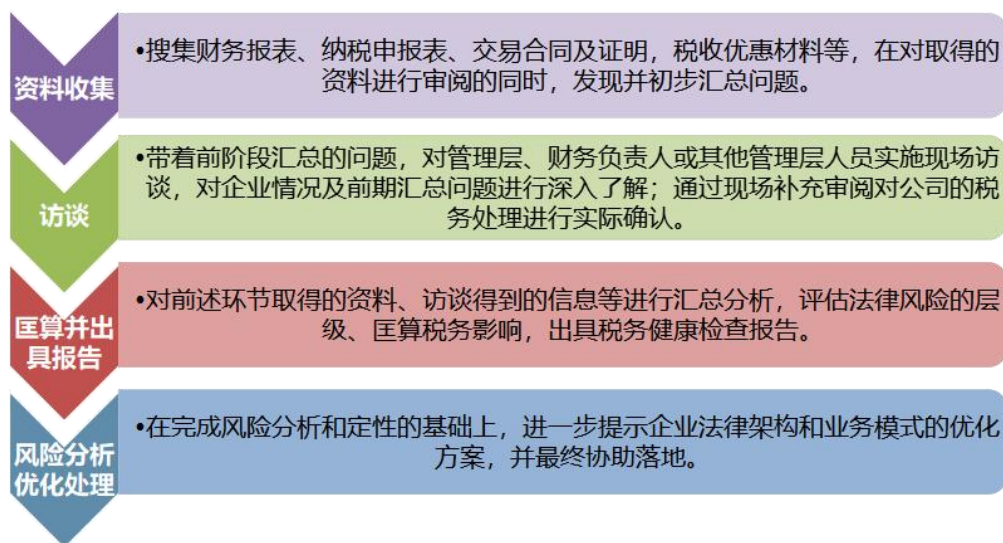 资料收集
•搜集财务报表、纳税申报表、交易合同及证明，税收优惠材料等，在对取得的
资料进行审阅的同时，发现并初步汇总问题。
访谈
•带着前阶段汇总的问题，对管理层、财务负责人或其他管理层人员实施现场访
谈，对企业情况及前期汇总问题进行深入了解；通过现场补充审阅对公司的税
务处理进行实际确认。
匡算并出
具报告
•对前述环节取得的资料、访谈得到的信息等进行汇总分析，评估法律风险的层
级、匡算税务影响，出具税务健康检查报告。
风险分析
优化处理
•在完成风险分析和定性的基础上，进一步提示企业法律架构和业务模式的优化
方案，并最终协助落地。